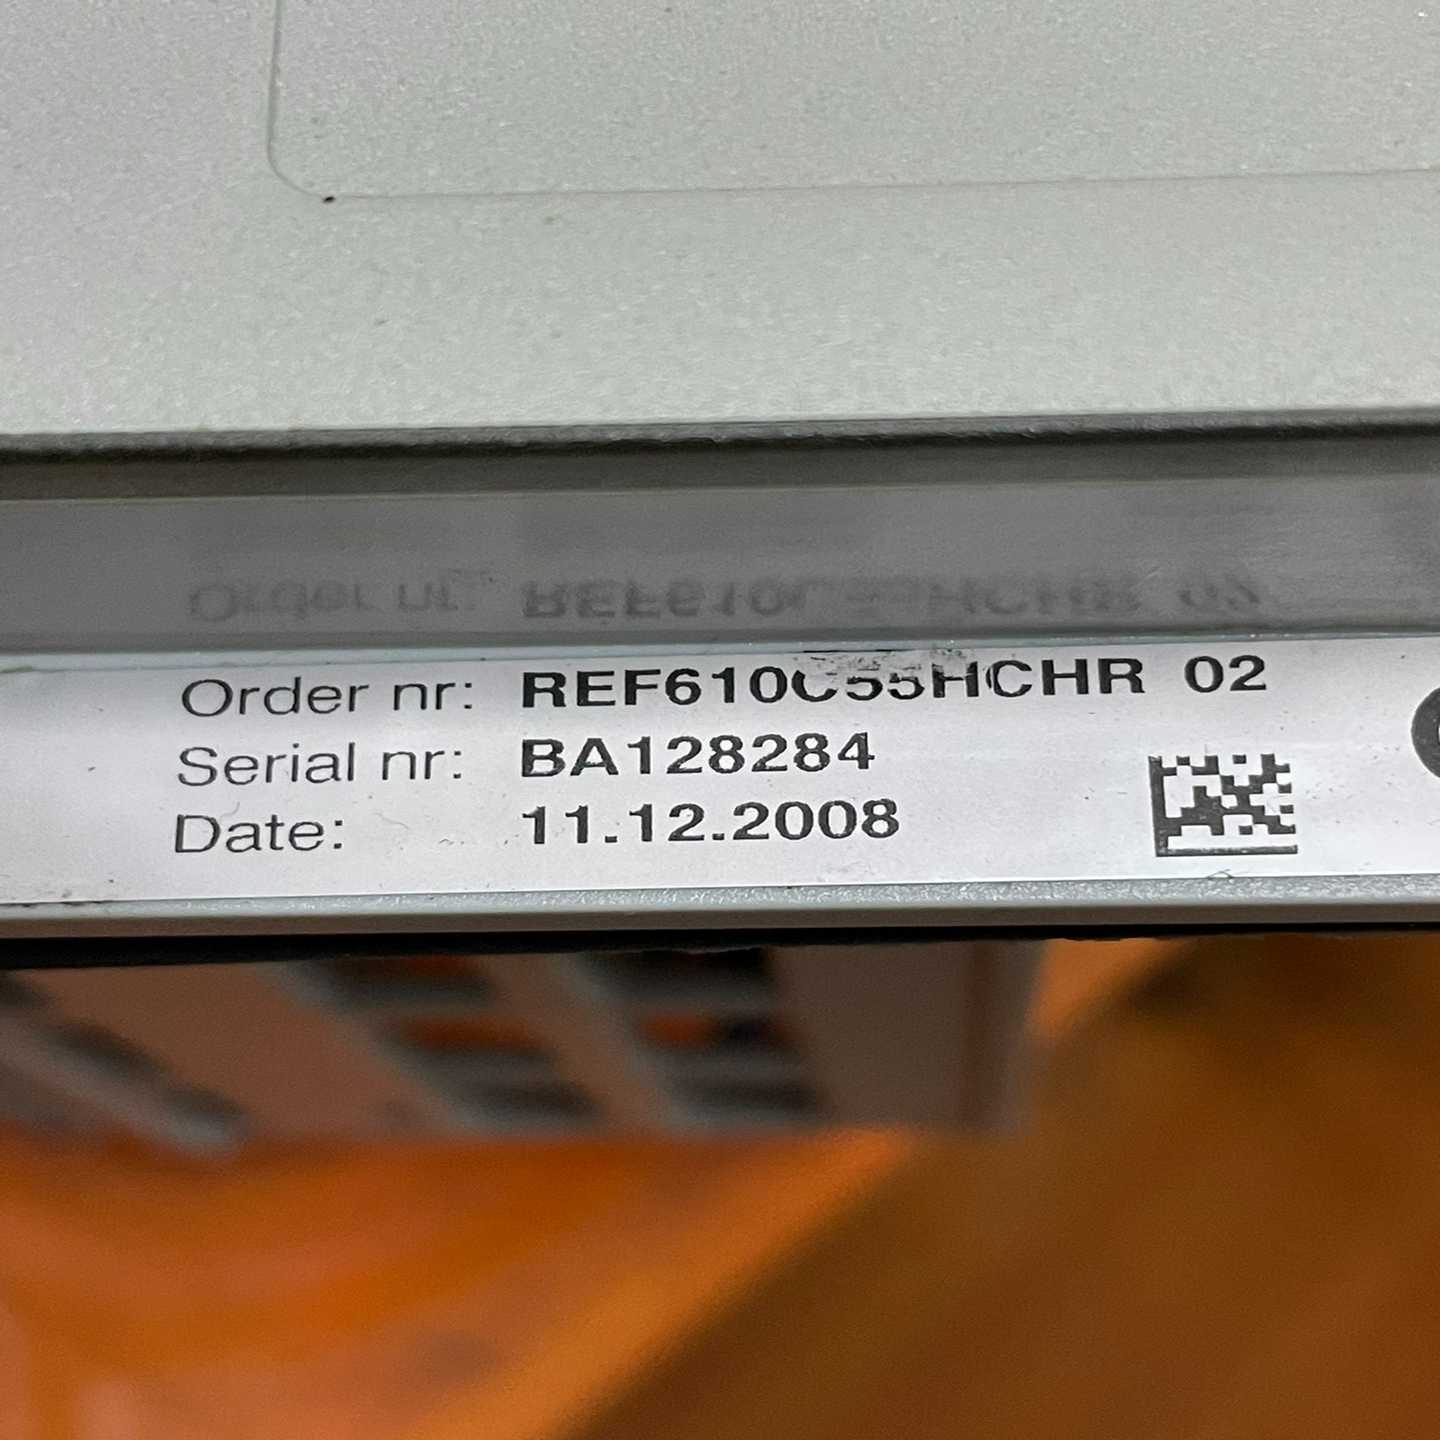 Order nr: REF610C55HCHR 02
Serial nr: BA128284
Date: 11.12.2008